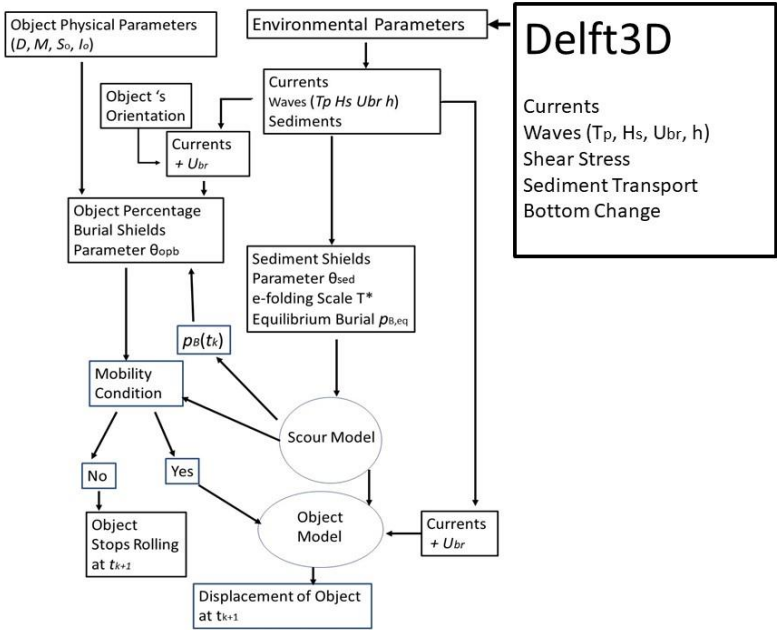 Object Physical Parameters
(D, M, So, Io)
Environmental Parameters
Delft3D
Currents
Waves (Tp, Hs, Ubr, h)
Shear Stress
Sediment Transport
Bottom Change
Currents
Waves (Tp Hs Ubr h)
Sediments
Object ‘s
Orientation
Currents
+ Ubr
Object Percentage
Burial Shields
Parameter θopb
Sediment Shields
Parameter θsed
e-folding Scale T*
Equilibrium Burial pB,eq
pB(tk)
Mobility
Condition
Scour Model
No
Yes
Object
Stops Rolling
at tk+1
Object
Model
Currents
+ Ubr
Displacement of Object
at tk+1